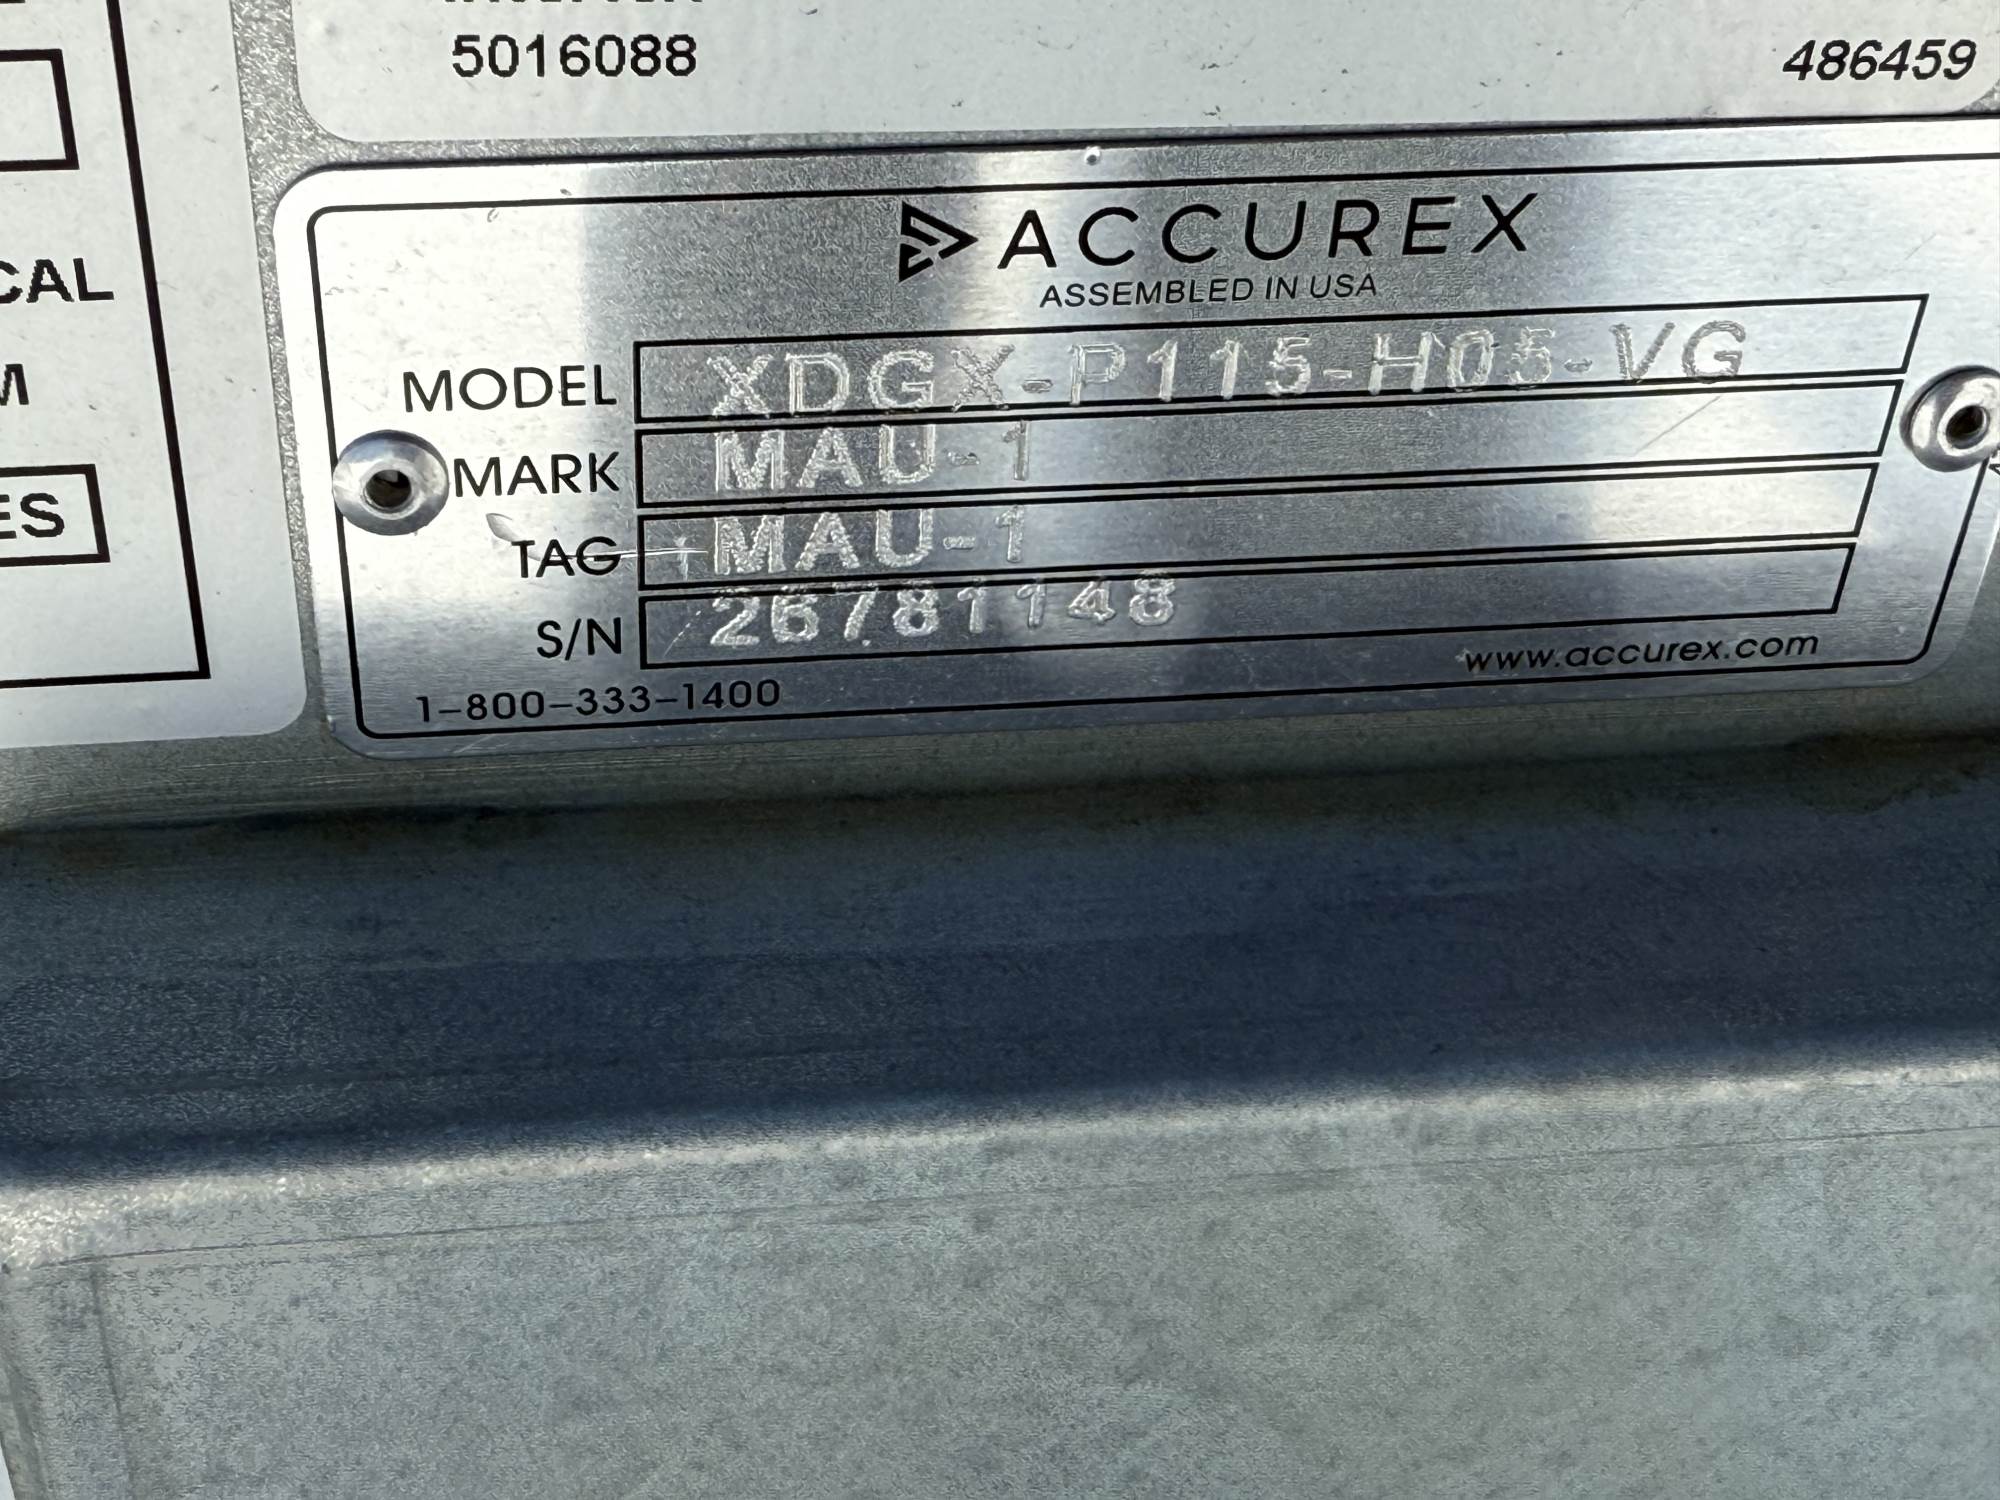 5016088
486459
CAL
M
ES
ACCUREX
ASSEMBLED IN USA
MODEL XDGX-P115-H05-VG
MARK MAU-1
TAG MAU-1
S/N 26781148
1-800-333-1400
www.accurex.com